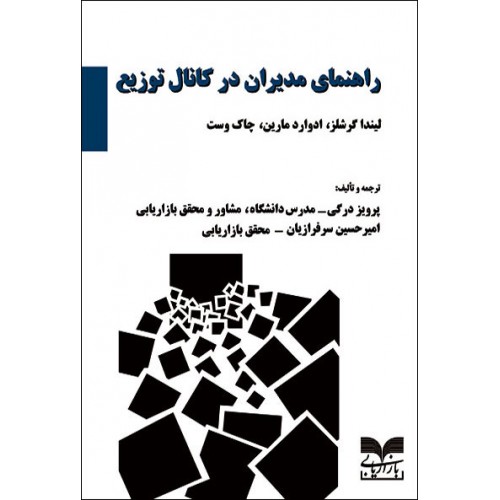 راهنمای مدیران در کانال توزیع
لیندا گرشلز، ادوارد مارین، چاک وست
ترجمه و تألیف:
پرویز درگی ـ مدرس دانشگاه، مشاور و محقق بازاریابی
امیرحسین سرفرازیان ـ محقق بازاریابی
بازاریابی